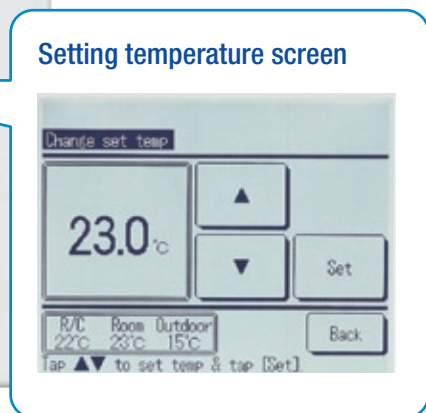 Setting temperature screen
Change set temp
▲
23.0 °C
▼
Set
R/C Room Outdoor
22°C 23°C 15°C
Back
Tap ▲▼ to set temp & tap [Set].